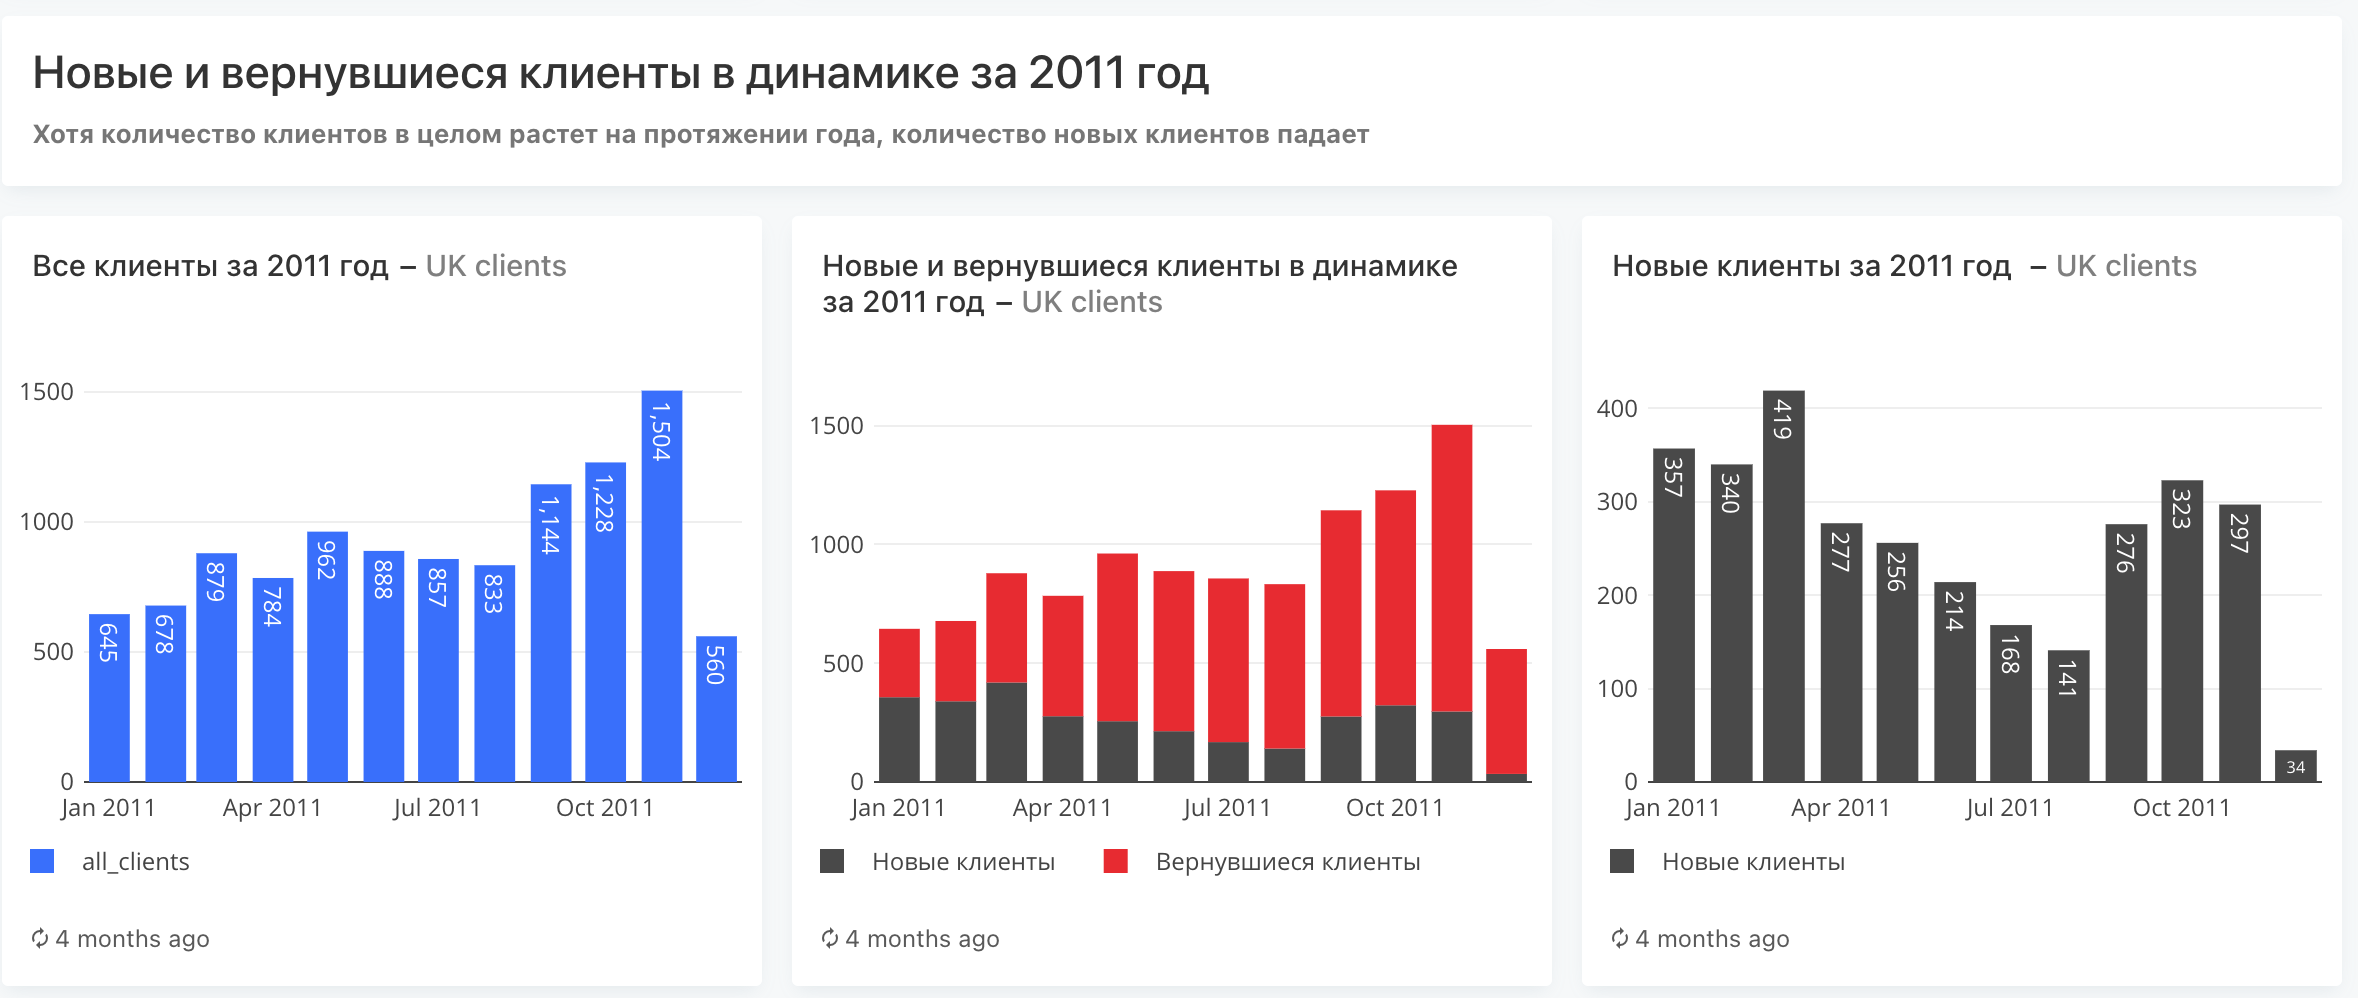 Новые и вернувшиеся клиенты в динамике за 2011 год
Хотя количество клиентов в целом растет на протяжении года, количество новых клиентов падает
Все клиенты за 2011 год – UK clients
1500
1000
500
0
645
678
879
784
962
888
857
833
1,144
1,228
1,504
560
Jan 2011
Apr 2011
Jul 2011
Oct 2011
all_clients
4 months ago
Новые и вернувшиеся клиенты в динамике
за 2011 год – UK clients
1500
1000
500
0
Jan 2011
Apr 2011
Jul 2011
Oct 2011
Новые клиенты
Вернувшиеся клиенты
4 months ago
Новые клиенты за 2011 год – UK clients
400
300
200
100
0
357
340
419
277
256
214
168
141
276
323
297
34
Jan 2011
Apr 2011
Jul 2011
Oct 2011
Новые клиенты
4 months ago